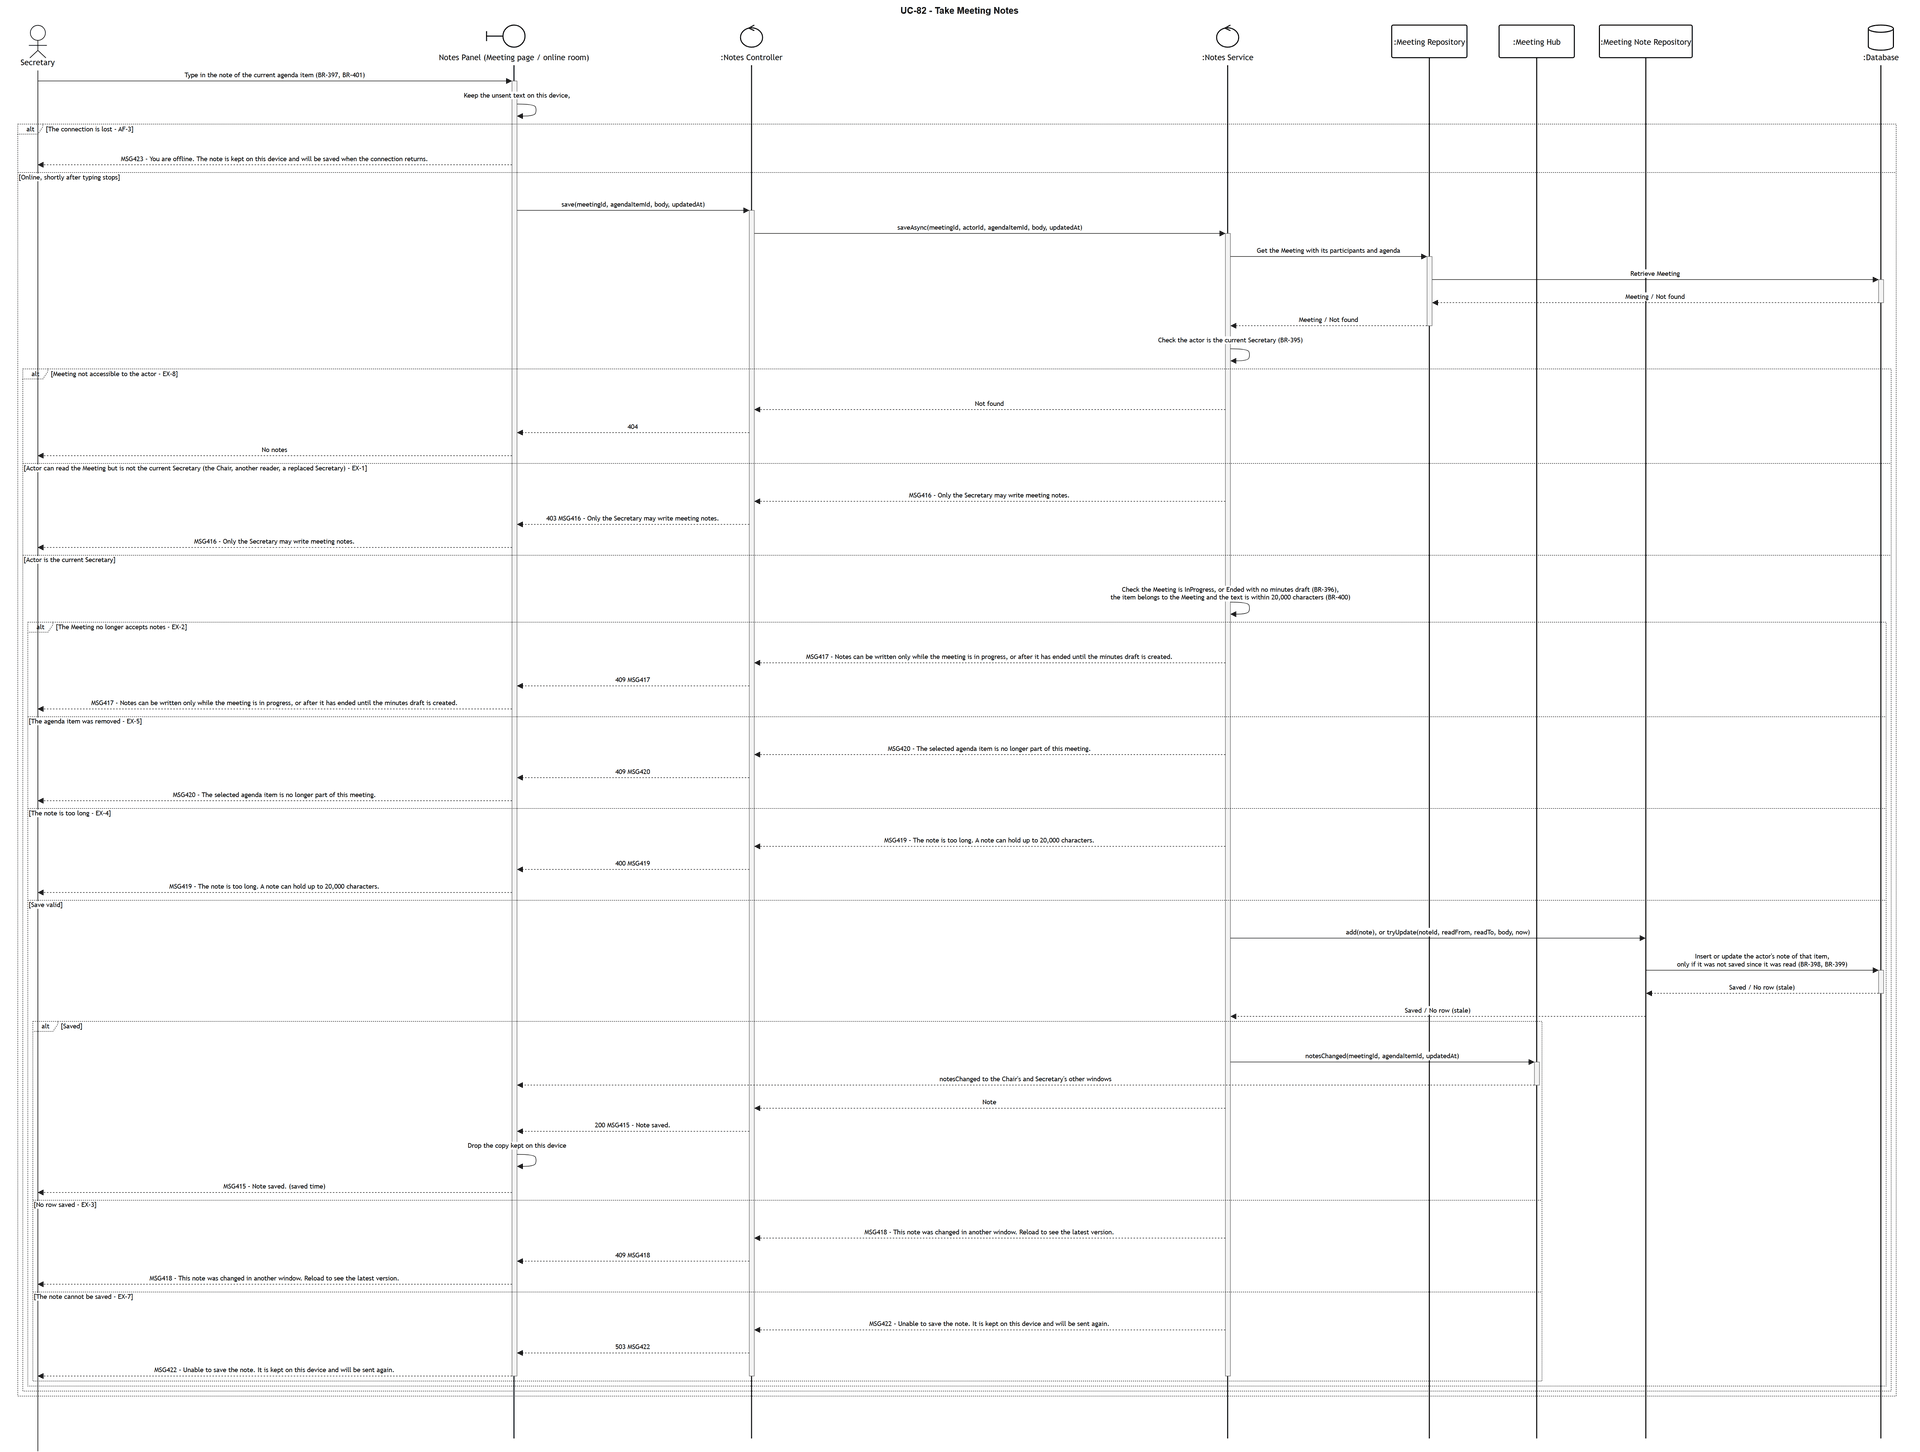 UC-82 - Take Meeting Notes
Secretary
Notes Panel (Meeting page / online room)
:Notes Controller
:Notes Service
:Meeting Repository
:Meeting Hub
:Meeting Note Repository
:Database
Type in the note of the current agenda item (BR-397, BR-401)
Keep the unsent text on this device,
alt
[The connection is lost - AF-3]
MSG423 - You are offline. The note is kept on this device and will be saved when the connection returns.
[Online, shortly after typing stops]
save(meetingId, agendaItemId, body, updatedAt)
saveAsync(meetingId, actorId, agendaItemId, body, updatedAt)
Get the Meeting with its participants and agenda
Retrieve Meeting
Meeting / Not found
Meeting / Not found
Check the actor is the current Secretary (BR-395)
alt
[Meeting not accessible to the actor - EX-8]
Not found
404
No notes
[Actor can read the Meeting but is not the current Secretary (the Chair, another reader, a replaced Secretary) - EX-1]
MSG416 - Only the Secretary may write meeting notes.
403 MSG416 - Only the Secretary may write meeting notes.
MSG416 - Only the Secretary may write meeting notes.
[Actor is the current Secretary]
Check the Meeting is InProgress, or Ended with no minutes draft (BR-396),
the item belongs to the Meeting and the text is within 20,000 characters (BR-400)
alt
[The Meeting no longer accepts notes - EX-2]
MSG417 - Notes can be written only while the meeting is in progress, or after it has ended until the minutes draft is created.
409 MSG417
MSG417 - Notes can be written only while the meeting is in progress, or after it has ended until the minutes draft is created.
[The agenda item was removed - EX-5]
MSG420 - The selected agenda item is no longer part of this meeting.
409 MSG420
MSG420 - The selected agenda item is no longer part of this meeting.
[The note is too long - EX-4]
MSG419 - The note is too long. A note can hold up to 20,000 characters.
400 MSG419
MSG419 - The note is too long. A note can hold up to 20,000 characters.
[Save valid]
add(note), or tryUpdate(noteId, readFrom, readTo, body, now)
Insert or update the actor's note of that item,
only if it was not saved since it was read (BR-398, BR-399)
Saved / No row (stale)
Saved / No row (stale)
alt
[Saved]
notesChanged(meetingId, agendaItemId, updatedAt)
notesChanged to the Chair's and Secretary's other windows
Note
200 MSG415 - Note saved.
Drop the copy kept on this device
MSG415 - Note saved. (saved time)
[No row saved - EX-3]
MSG418 - This note was changed in another window. Reload to see the latest version.
409 MSG418
MSG418 - This note was changed in another window. Reload to see the latest version.
[The note cannot be saved - EX-7]
MSG422 - Unable to save the note. It is kept on this device and will be sent again.
503 MSG422
MSG422 - Unable to save the note. It is kept on this device and will be sent again.